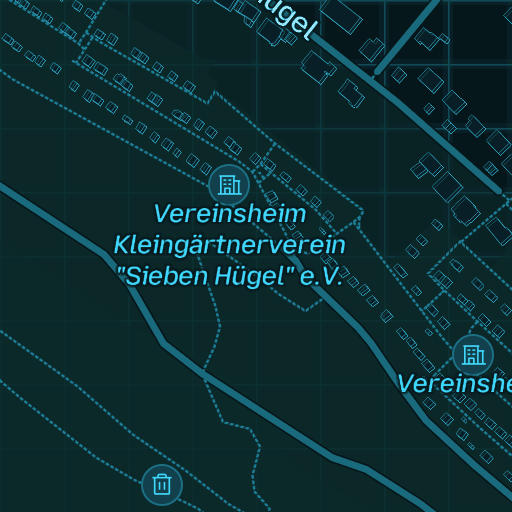 Hügel
Vereinsheim
Kleingärtnerverein
"Sieben Hügel" e.V.
Vereinshe